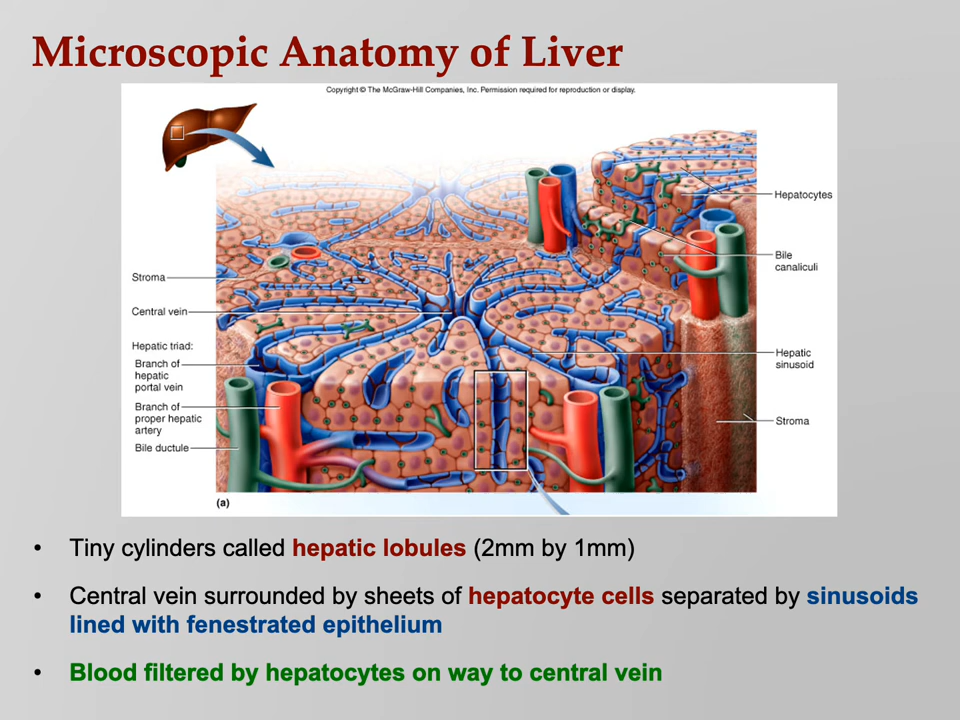 Microscopic Anatomy of Liver
Copyright © The McGraw-Hill Companies, Inc. Permission required for reproduction or display.
Hepatocytes
Bile
canaliculi
Stroma
Central vein
Hepatic triad:
Branch of
hepatic
portal vein
Branch of
proper hepatic
artery
Bile ductule
Hepatic
sinusoid
Stroma
(a)
• Tiny cylinders called hepatic lobules (2mm by 1mm)
• Central vein surrounded by sheets of hepatocyte cells separated by sinusoids
lined with fenestrated epithelium
• Blood filtered by hepatocytes on way to central vein